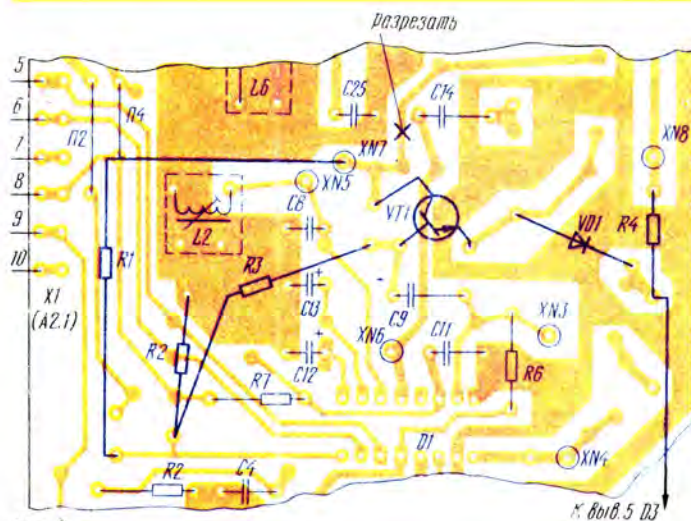 разрезать
5
6
7
8
9
10
X1
(A2.1)
П2
П4
L6
C25
C14
XN7
XN5
XN8
L2
C8
VT1
VD1
R4
R1
R3
C13
+
C9
XN3
R2
C12
+
XN6
C11
R6
R7
D1
XN4
R2
C4
К выв. 5 D3